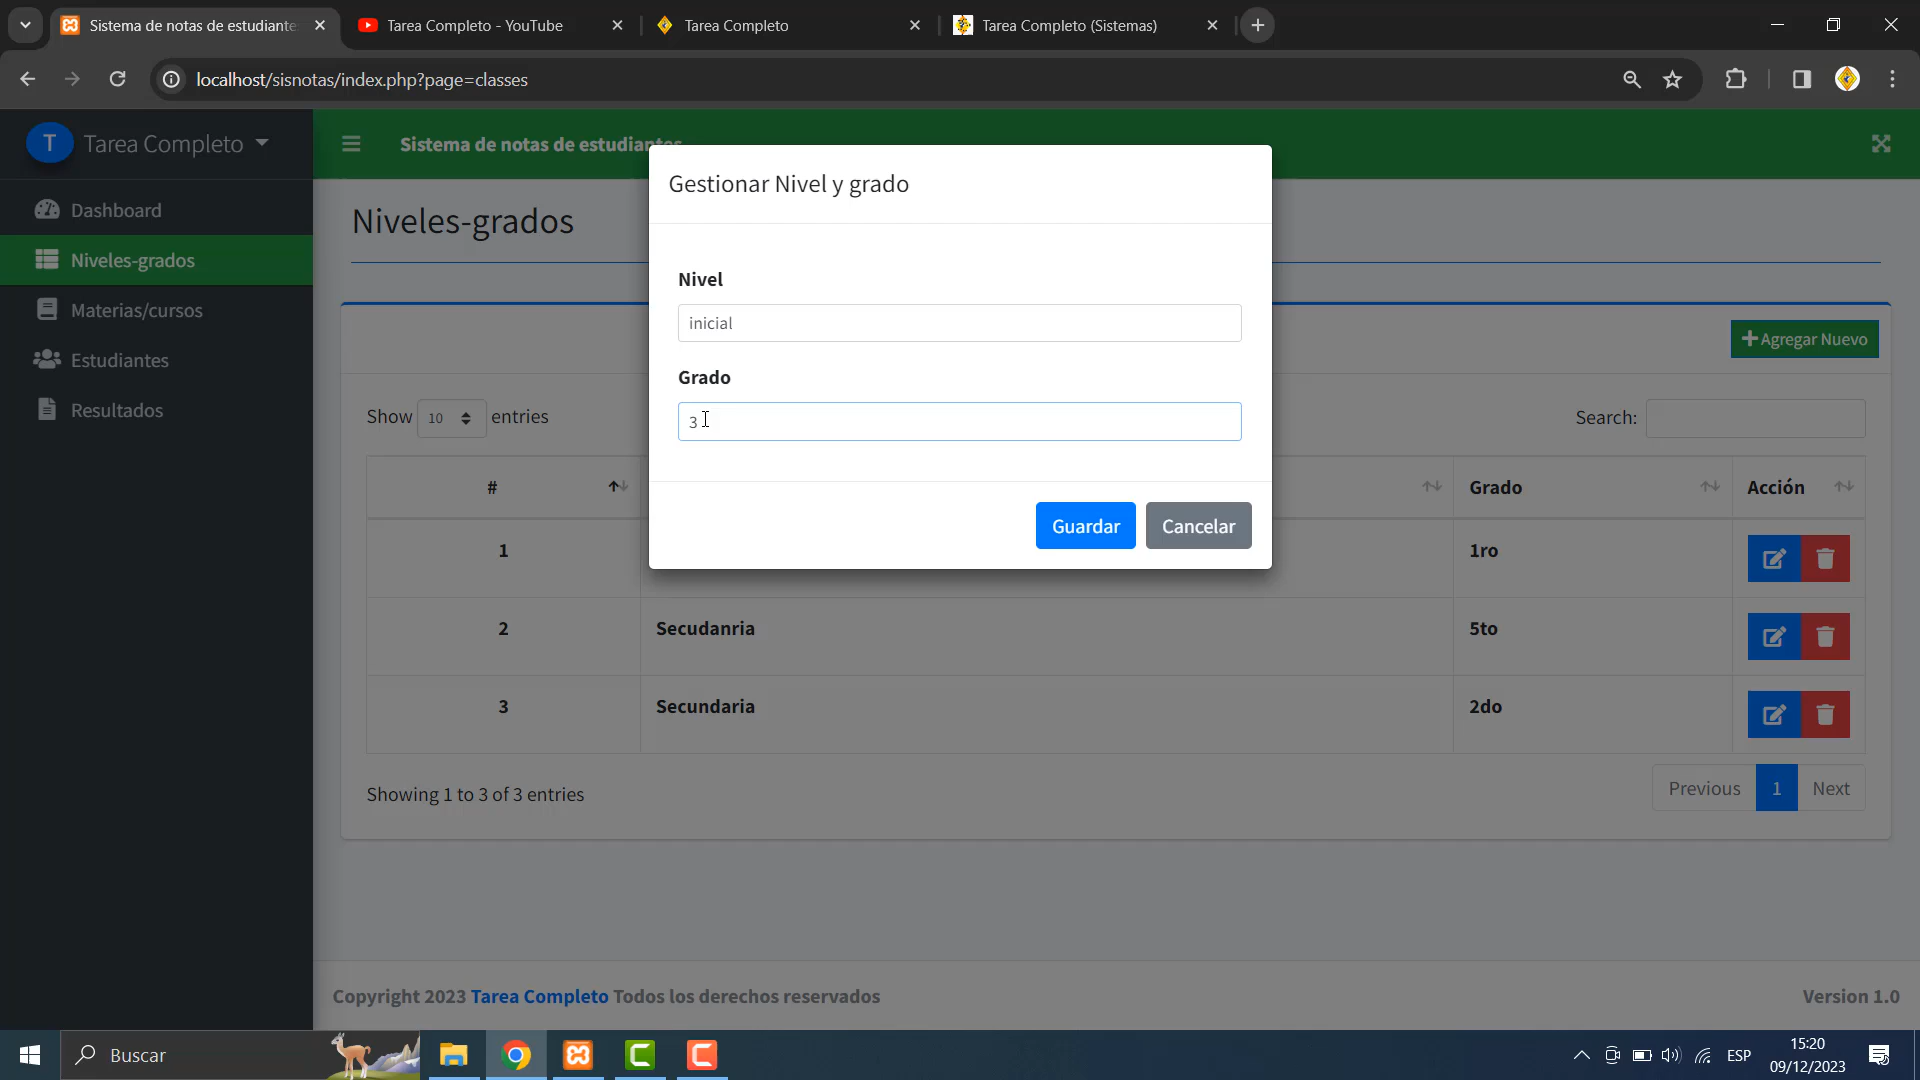 Sistema de notas de estudiante
Tarea Completo - YouTube
Tarea Completo
Tarea Completo (Sistemas)
localhost/sisnotas/index.php?page=classes
T Tarea Completo
Sistema de notas de estudiantes
Dashboard
Niveles-grados
Materias/cursos
Estudiantes
Resultados
Niveles-grados
Agregar Nuevo
Gestionar Nivel y grado
Nivel
inicial
Grado
3
Guardar Cancelar
Show 10 entries
Search:
# Grado Acción
1 1ro
2 Secudanria 5to
3 Secundaria 2do
Showing 1 to 3 of 3 entries
Previous 1 Next
Copyright 2023 Tarea Completo Todos los derechos reservados
Version 1.0
Buscar
ESP
15:20
09/12/2023